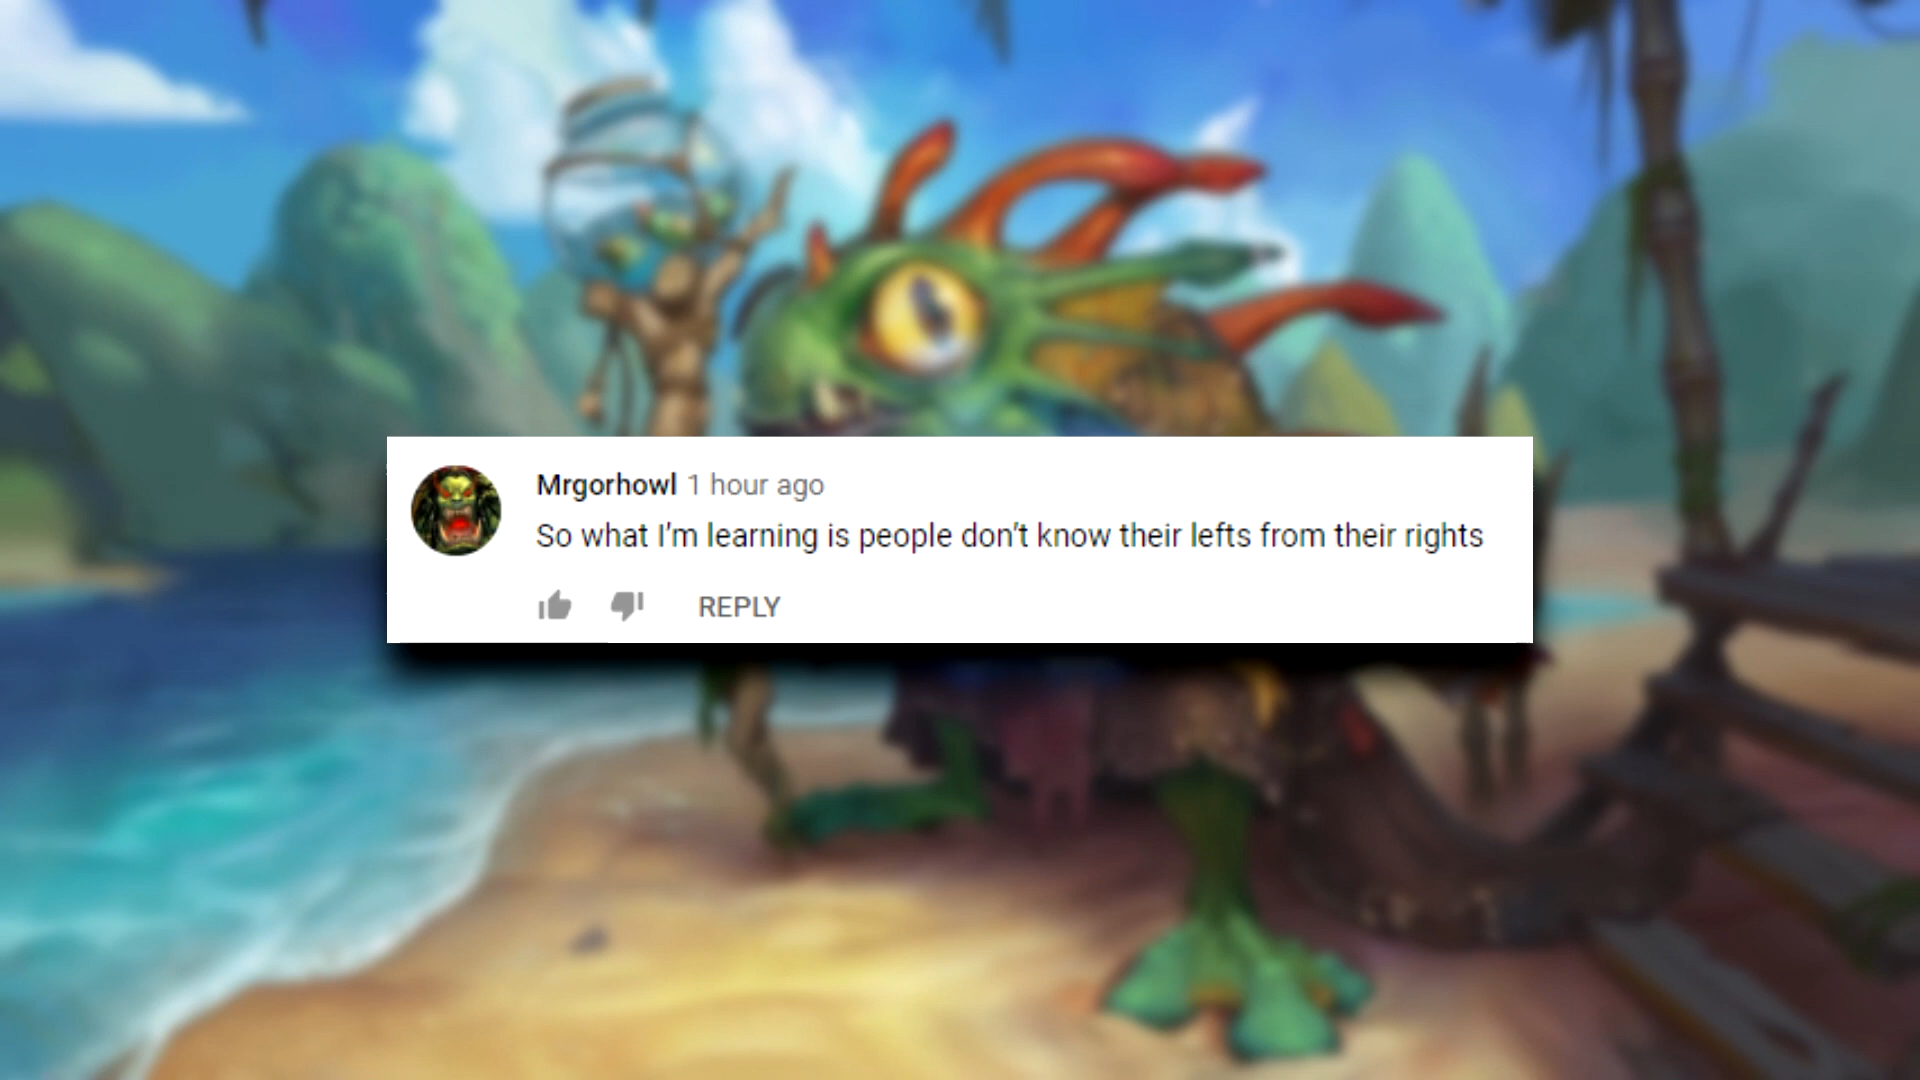 Mrgorhowl 1 hour ago
So what I'm learning is people don't know their lefts from their rights
REPLY